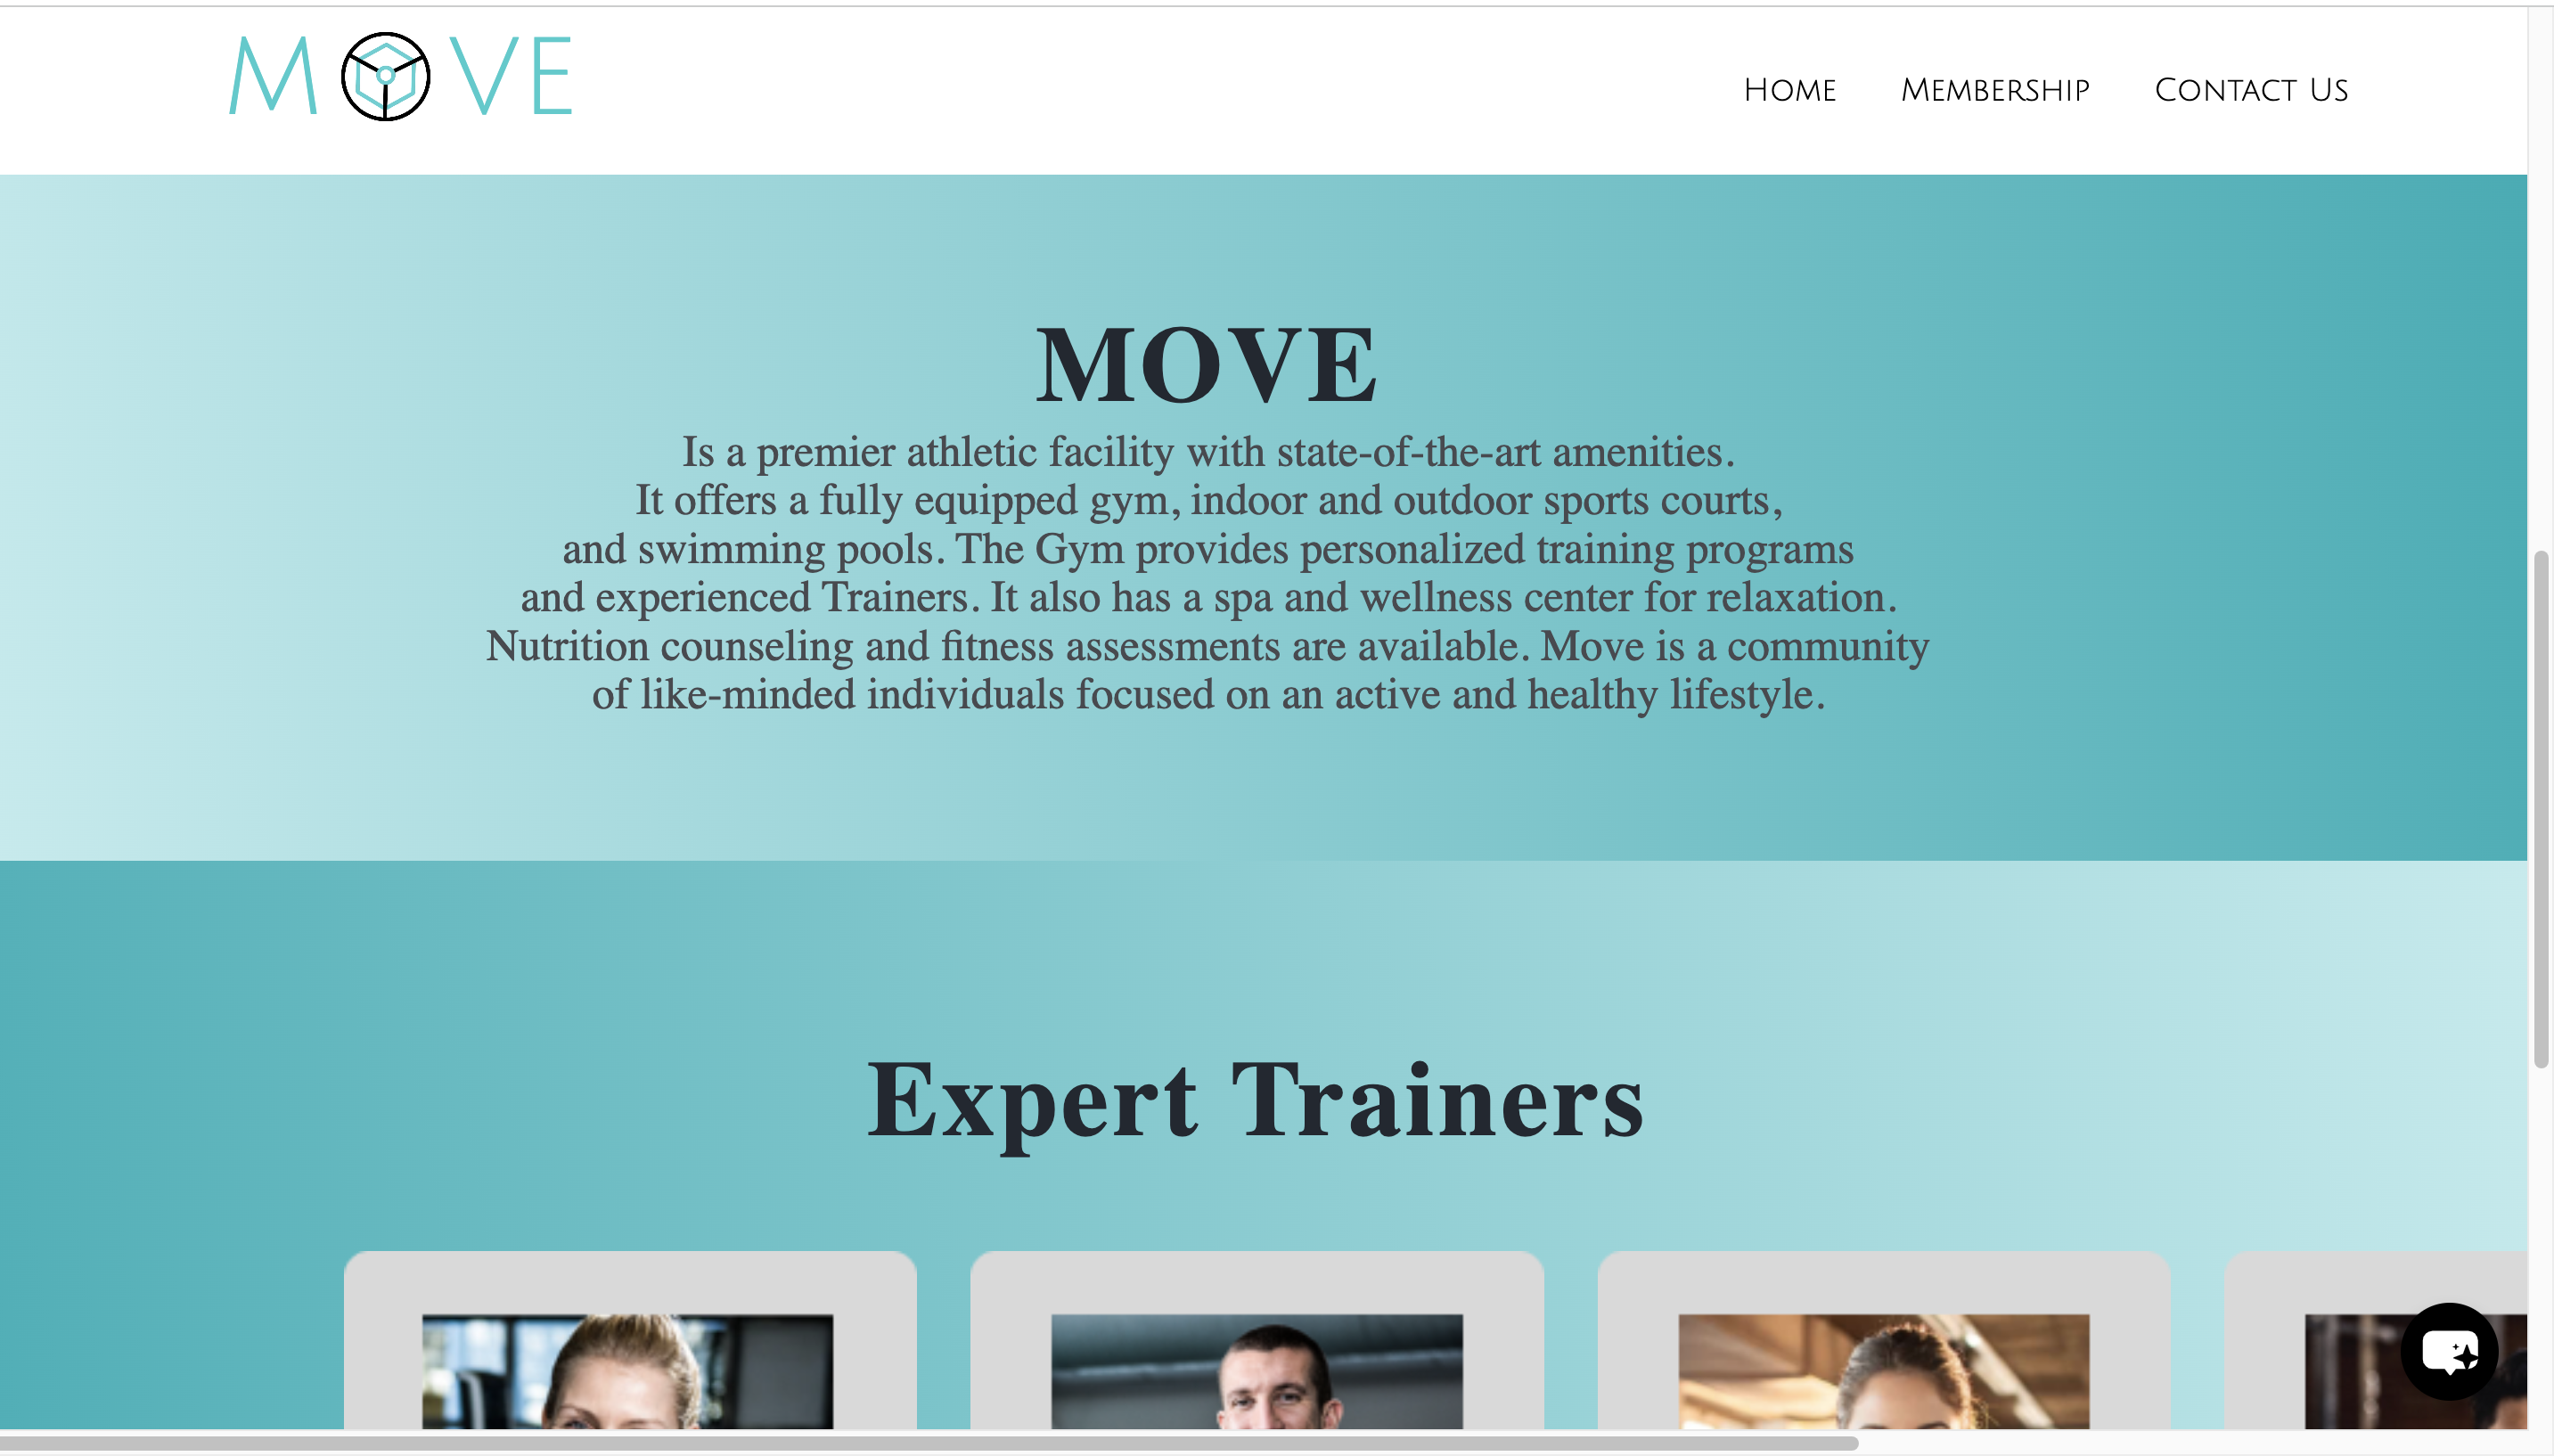 MOVE
Home Membership Contact Us
MOVE
Is a premier athletic facility with state-of-the-art amenities.
It offers a fully equipped gym, indoor and outdoor sports courts,
and swimming pools. The Gym provides personalized training programs
and experienced Trainers. It also has a spa and wellness center for relaxation.
Nutrition counseling and fitness assessments are available. Move is a community
of like-minded individuals focused on an active and healthy lifestyle.
Expert Trainers